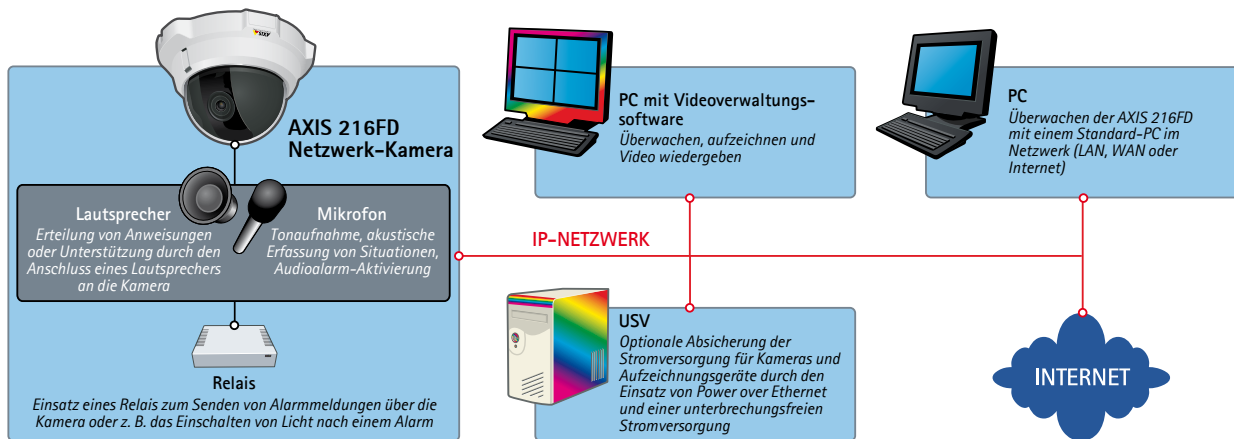 AXIS
AXIS 216FD
Netzwerk-Kamera
Lautsprecher
Erteilung von Anweisungen
oder Unterstützung durch den
Anschluss eines Lautsprechers
an die Kamera
Mikrofon
Tonaufnahme, akustische
Erfassung von Situationen,
Audioalarm-Aktivierung
Relais
Einsatz eines Relais zum Senden von Alarmmeldungen über die
Kamera oder z. B. das Einschalten von Licht nach einem Alarm
PC mit Videoverwaltungs-
software
Überwachen, aufzeichnen und
Video wiedergeben
PC
Überwachen der AXIS 216FD
mit einem Standard-PC im
Netzwerk (LAN, WAN oder
Internet)
IP-NETZWERK
USV
Optionale Absicherung der
Stromversorgung für Kameras und
Aufzeichnungsgeräte durch den
Einsatz von Power over Ethernet
und einer unterbrechungsfreien
Stromversorgung
INTERNET